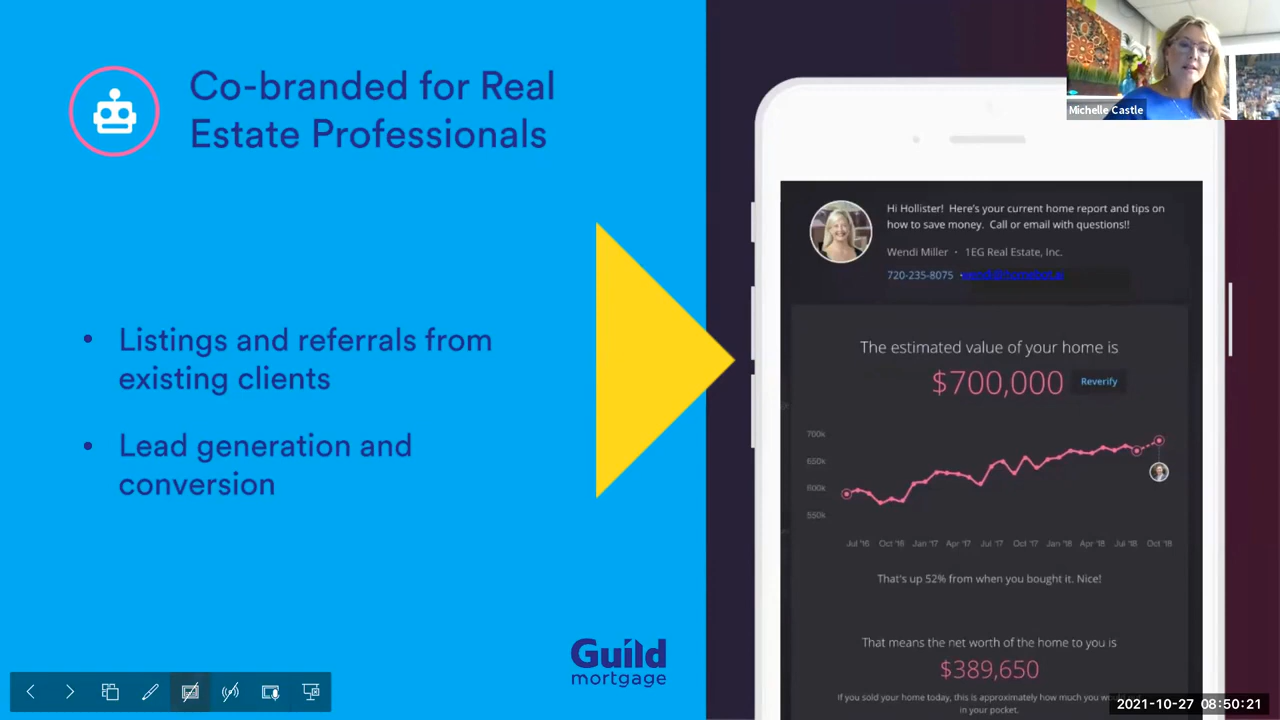 Co-branded for Real
Estate Professionals
Listings and referrals from
existing clients
Lead generation and
conversion
Guild
mortgage
Michelle Castle
Hi Hollister! Here's your current home report and tips on
how to save money. Call or email with questions!!
Wendi Miller · 1EG Real Estate, Inc.
720-235-8075 ·
The estimated value of your home is
$700,000 Reverify
700k
650k
600k
550k
Jul '16 Oct '16 Jan '17 Apr '17 Jul '17 Oct '17 Jan '18 Apr '18 Jul '18 Oct '18
That's up 52% from when you bought it. Nice!
That means the net worth of the home to you is
$389,650
If you sold your home today, this is approximately how much you
in your pocket.
2021-10-27 08:50:21